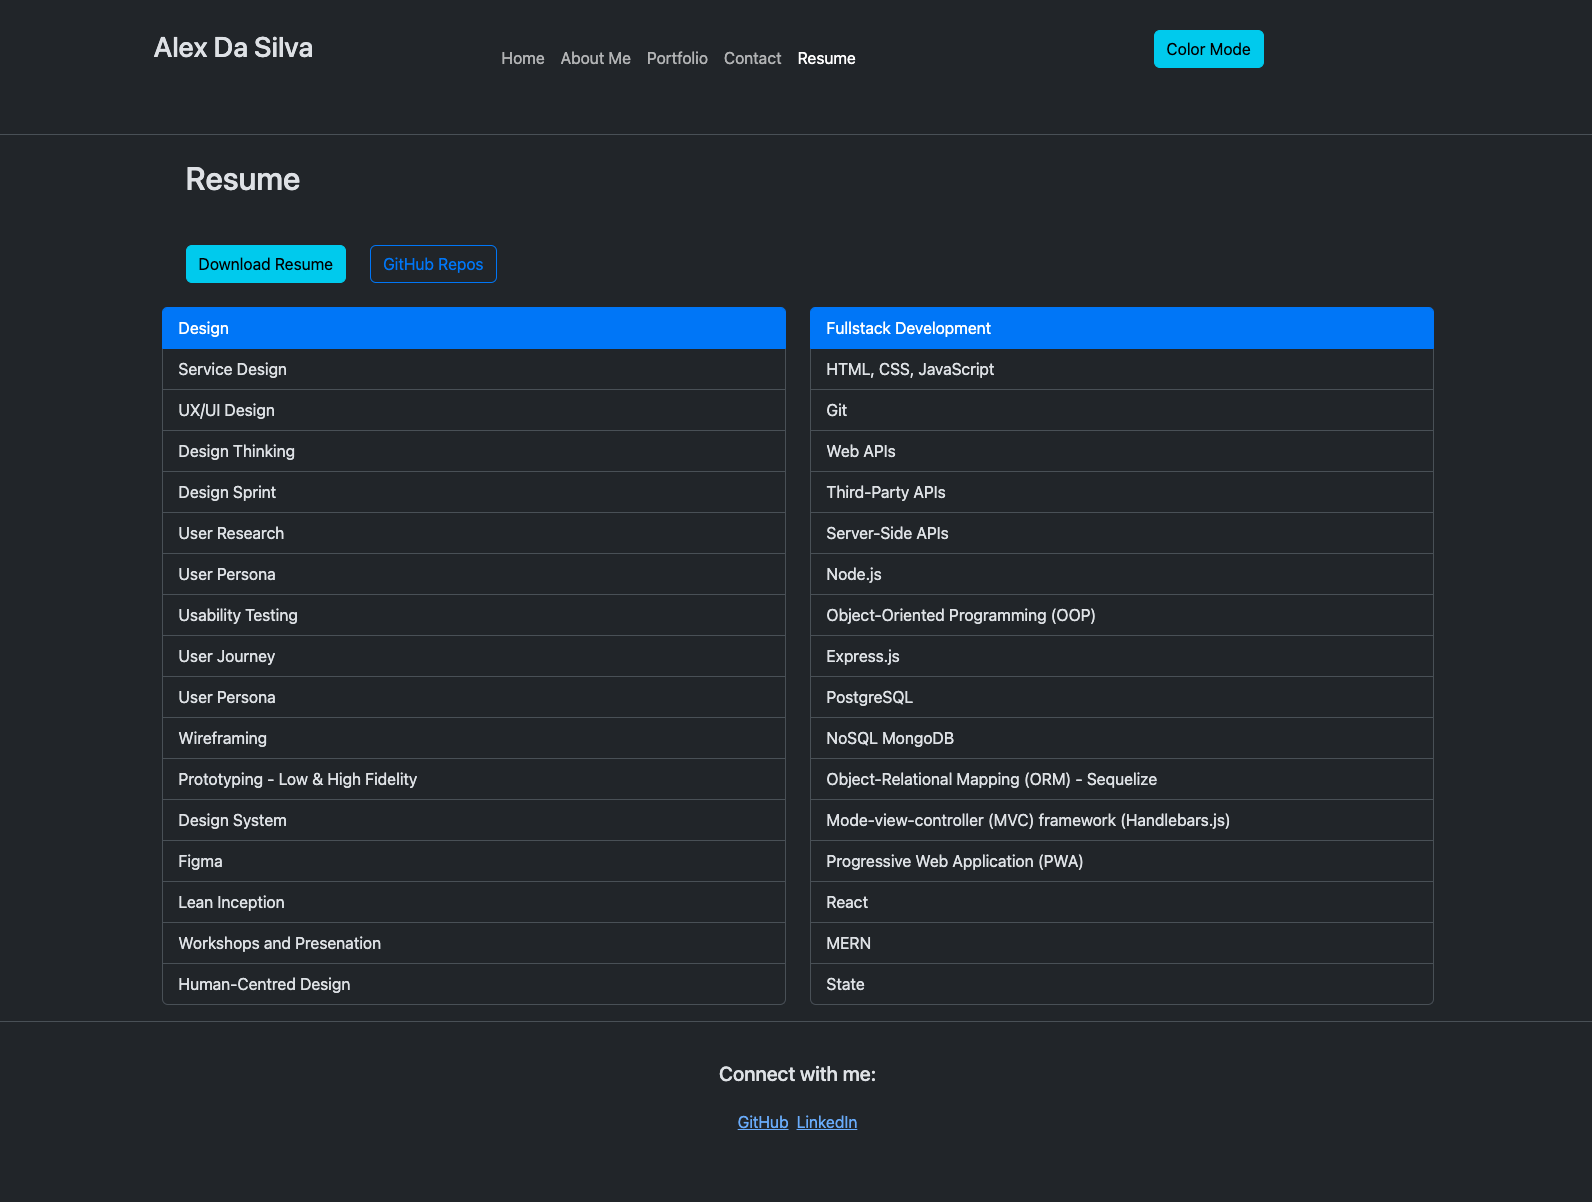 Alex Da Silva
Home About Me Portfolio Contact Resume
Color Mode
Resume
Download Resume
GitHub Repos
Design
Service Design
UX/UI Design
Design Thinking
Design Sprint
User Research
User Persona
Usability Testing
User Journey
User Persona
Wireframing
Prototyping - Low & High Fidelity
Design System
Figma
Lean Inception
Workshops and Presenation
Human-Centred Design
Fullstack Development
HTML, CSS, JavaScript
Git
Web APIs
Third-Party APIs
Server-Side APIs
Node.js
Object-Oriented Programming (OOP)
Express.js
PostgreSQL
NoSQL MongoDB
Object-Relational Mapping (ORM) - Sequelize
Mode-view-controller (MVC) framework (Handlebars.js)
Progressive Web Application (PWA)
React
MERN
State
Connect with me:
GitHub LinkedIn